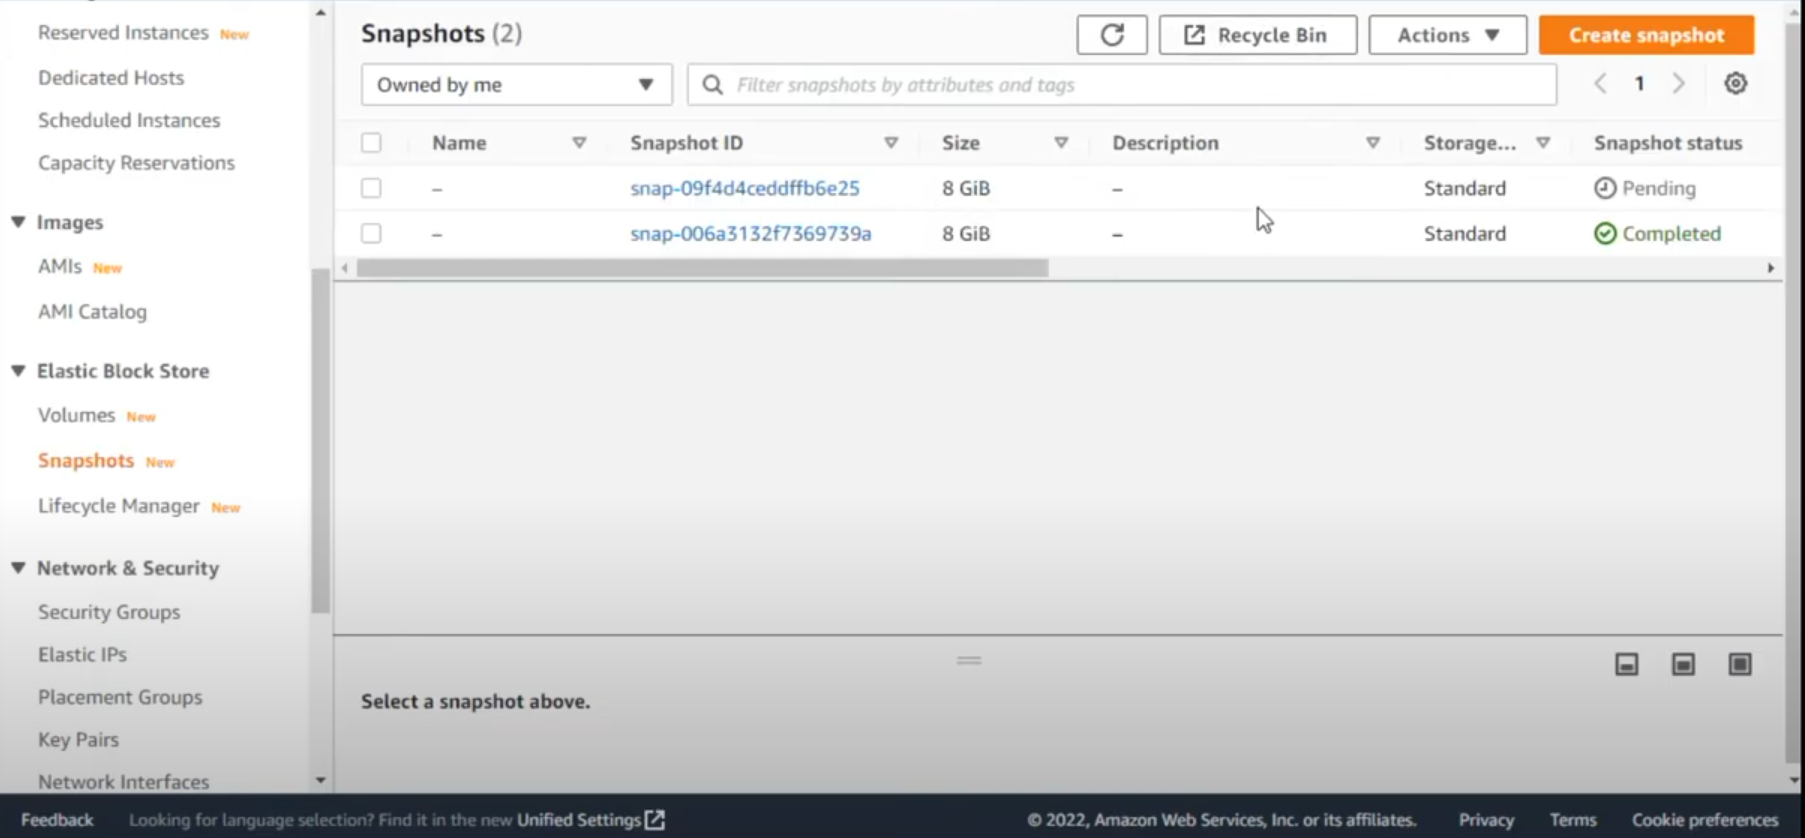 Reserved Instances New
Dedicated Hosts
Scheduled Instances
Capacity Reservations
Images
AMIs New
AMI Catalog
Elastic Block Store
Volumes New
Snapshots New
Lifecycle Manager New
Network & Security
Security Groups
Elastic IPs
Placement Groups
Key Pairs
Network Interfaces
Snapshots (2)
Recycle Bin
Actions
Create snapshot
Owned by me
Filter snapshots by attributes and tags
1
Name Snapshot ID Size Description Storage... Snapshot status
– snap-09f4d4ceddffb6e25 8 GiB – Standard Pending
– snap-006a3132f7369739a 8 GiB – Standard Completed
Select a snapshot above.
Feedback Looking for language selection? Find it in the new Unified Settings © 2022, Amazon Web Services, Inc. or its affiliates. Privacy Terms Cookie preferences